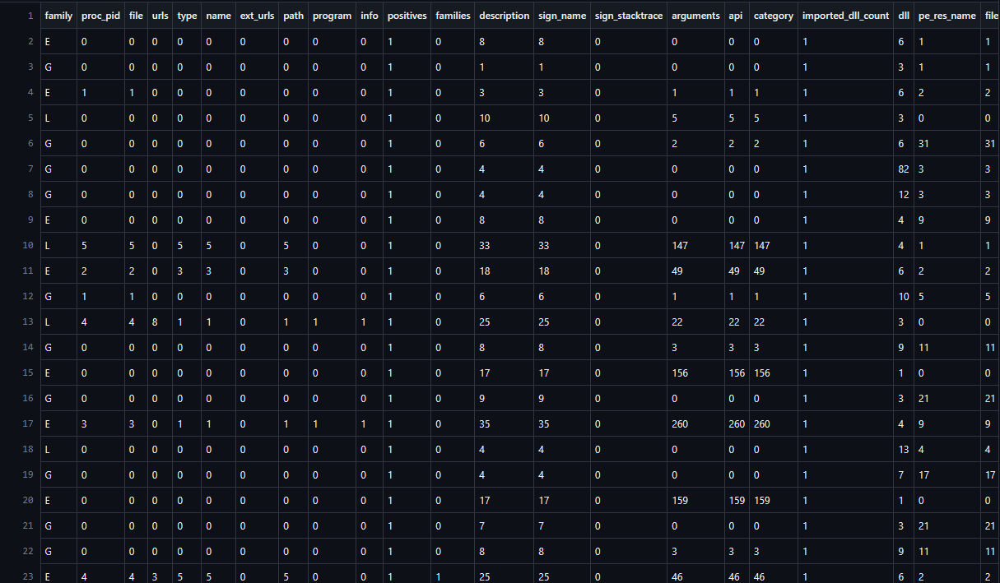 1 family proc_pid file urls type name ext_urls path program info positives families description sign_name sign_stacktrace arguments api category imported_dll_count dll pe_res_name file
2 E 0 0 0 0 0 0 0 0 0 1 0 8 8 0 0 0 0 1 6 1 1
3 G 0 0 0 0 0 0 0 0 0 1 0 1 1 0 0 0 0 1 3 1 1
4 E 1 1 0 0 0 0 0 0 0 1 0 3 3 0 1 1 1 1 6 2 2
5 L 0 0 0 0 0 0 0 0 0 1 0 10 10 0 5 5 5 1 3 0 0
6 G 0 0 0 0 0 0 0 0 0 1 0 6 6 0 2 2 2 1 6 31 31
7 G 0 0 0 0 0 0 0 0 0 1 0 4 4 0 0 0 0 1 82 3 3
8 G 0 0 0 0 0 0 0 0 0 1 0 4 4 0 0 0 0 1 12 3 3
9 E 0 0 0 0 0 0 0 0 0 1 0 8 8 0 0 0 0 1 4 9 9
10 L 5 5 0 5 5 0 5 0 0 1 0 33 33 0 147 147 147 1 4 1 1
11 E 2 2 0 3 3 0 3 0 0 1 0 18 18 0 49 49 49 1 6 2 2
12 G 1 1 0 0 0 0 0 0 0 1 0 6 6 0 1 1 1 1 10 5 5
13 L 4 4 8 1 1 0 1 1 1 1 0 25 25 0 22 22 22 1 3 0 0
14 G 0 0 0 0 0 0 0 0 0 1 0 8 8 0 3 3 3 1 9 11 11
15 E 0 0 0 0 0 0 0 0 0 1 0 17 17 0 156 156 156 1 1 0 0
16 G 0 0 0 0 0 0 0 0 0 1 0 9 9 0 0 0 0 1 3 21 21
17 E 3 3 0 1 1 0 1 1 1 1 0 35 35 0 260 260 260 1 4 9 9
18 L 0 0 0 0 0 0 0 0 0 1 0 4 4 0 0 0 0 1 13 4 4
19 G 0 0 0 0 0 0 0 0 0 1 0 4 4 0 0 0 0 1 7 17 17
20 E 0 0 0 0 0 0 0 0 0 1 0 17 17 0 159 159 159 1 1 0 0
21 G 0 0 0 0 0 0 0 0 0 1 0 7 7 0 0 0 0 1 3 21 21
22 G 0 0 0 0 0 0 0 0 0 1 0 8 8 0 3 3 3 1 9 11 11
23 E 4 4 3 5 5 0 5 0 0 1 1 25 25 0 46 46 46 1 6 2 2